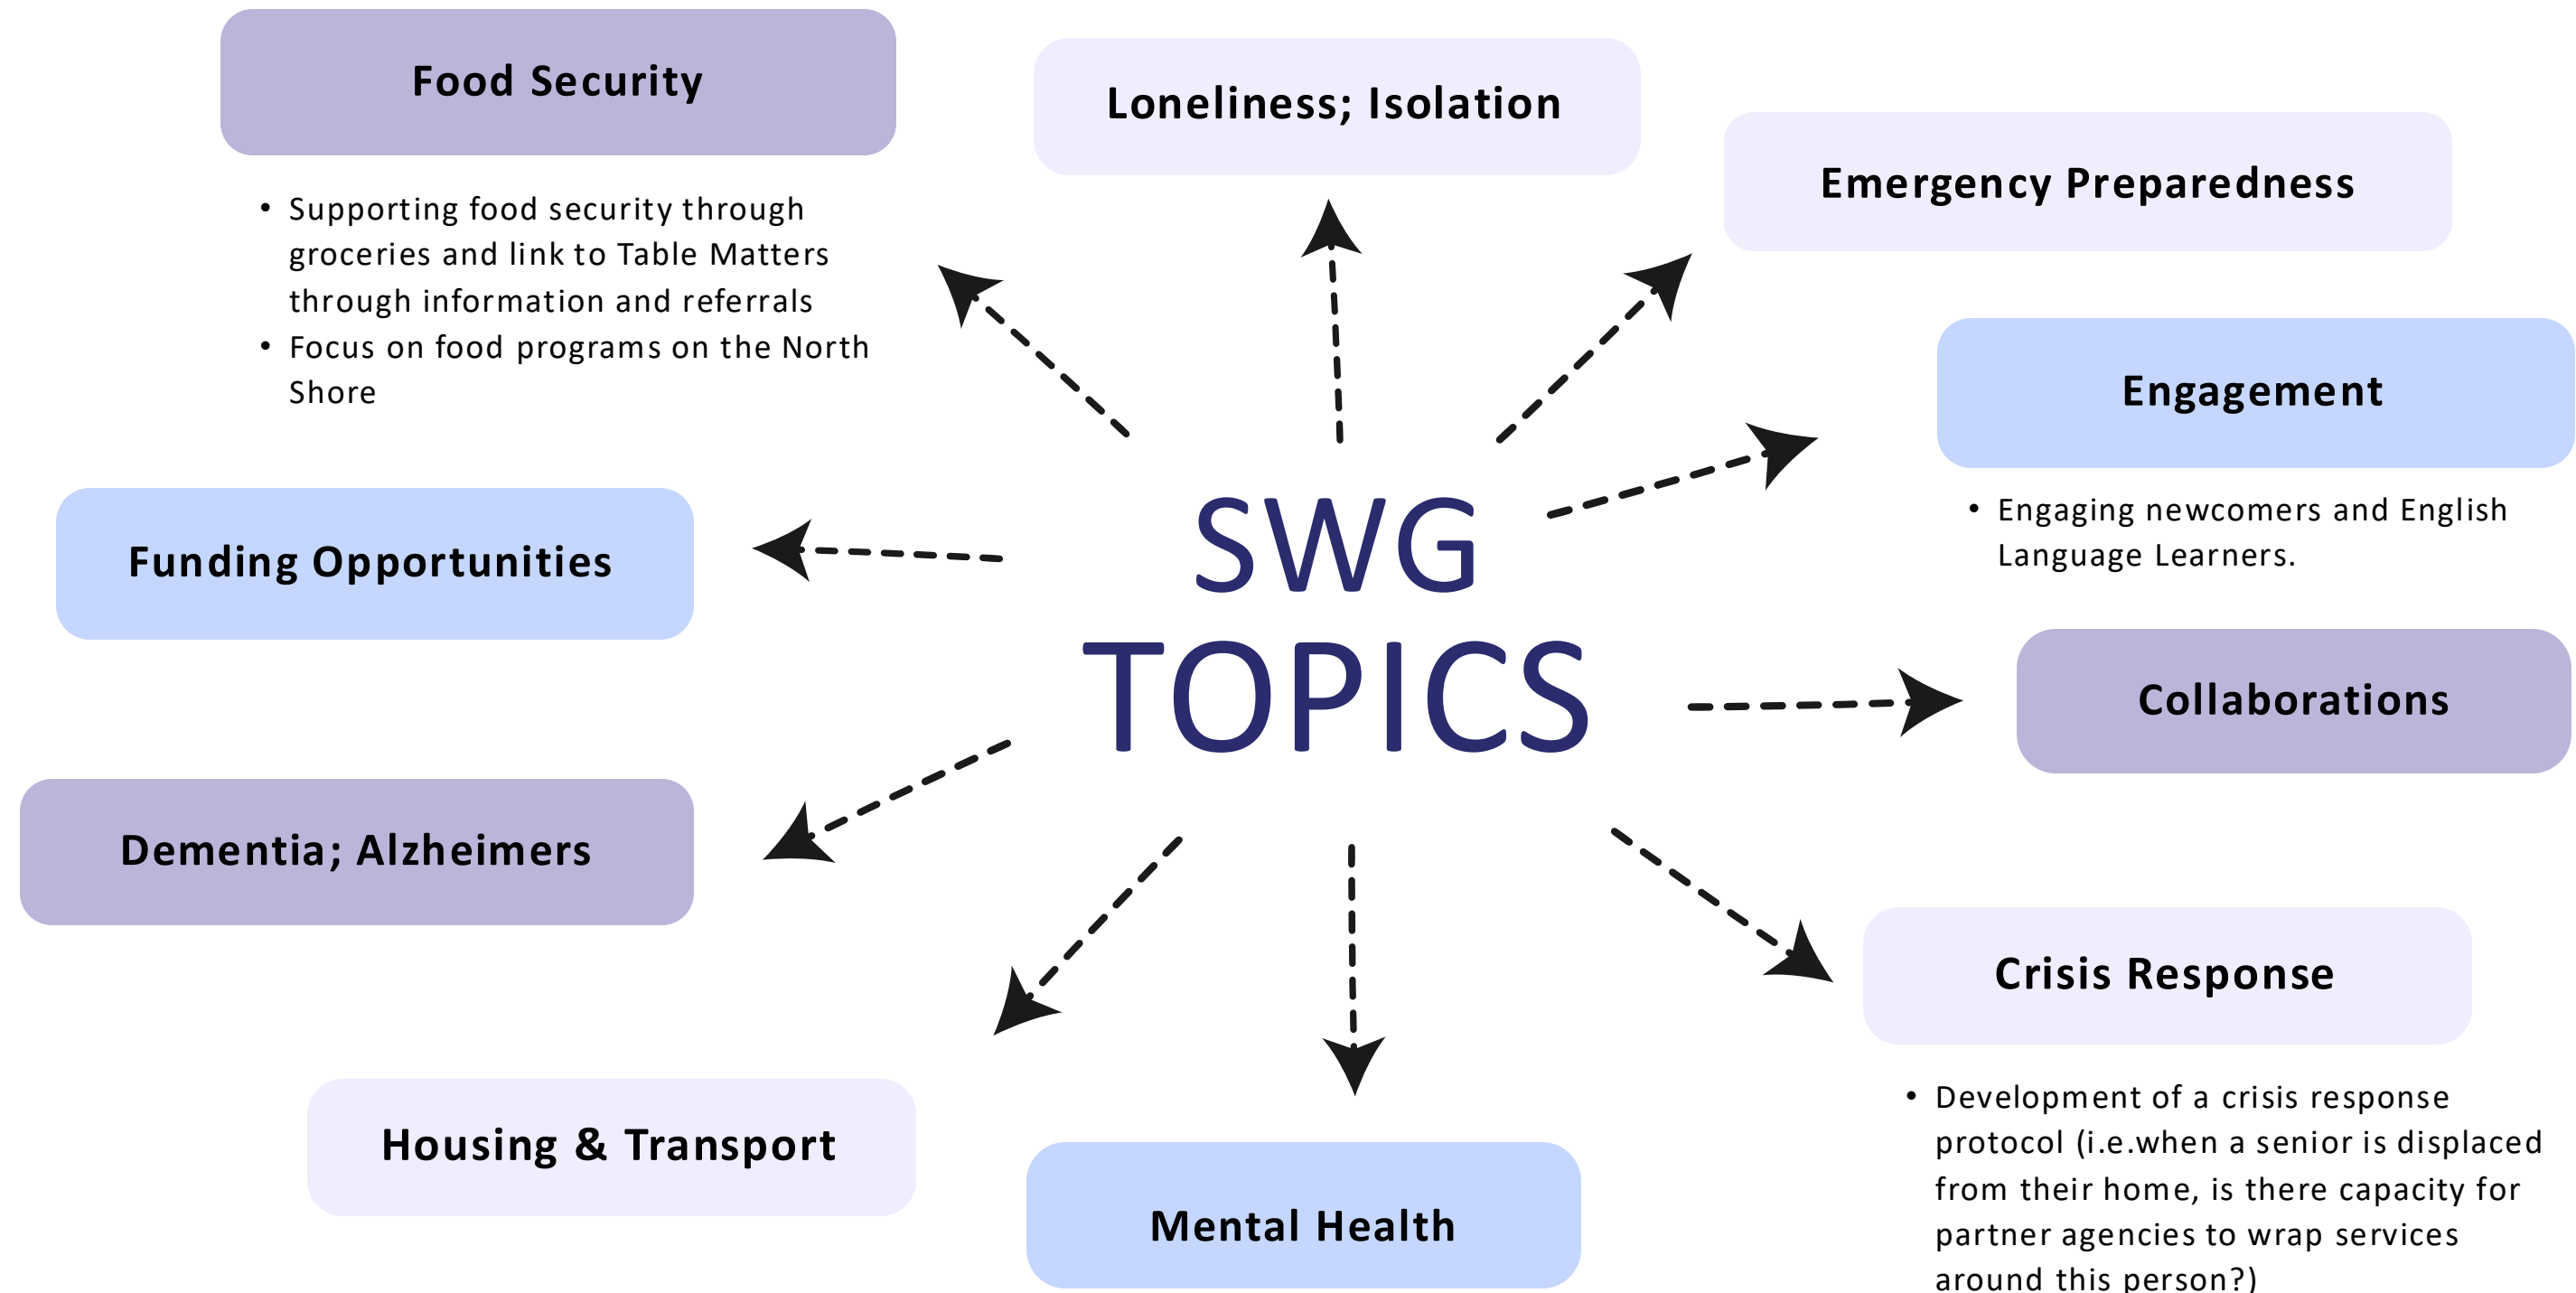 Food Security
• Supporting food security through
groceries and link to Table Matters
through information and referrals
• Focus on food programs on the North
Shore
Loneliness; Isolation
Emergency Preparedness
Engagement
• Engaging newcomers and English
Language Learners.
Funding Opportunities
SWG
TOPICS
Collaborations
Dementia; Alzheimers
Crisis Response
• Development of a crisis response
protocol (i.e.when a senior is displaced
from their home, is there capacity for
partner agencies to wrap services
around this person?)
Housing & Transport
Mental Health